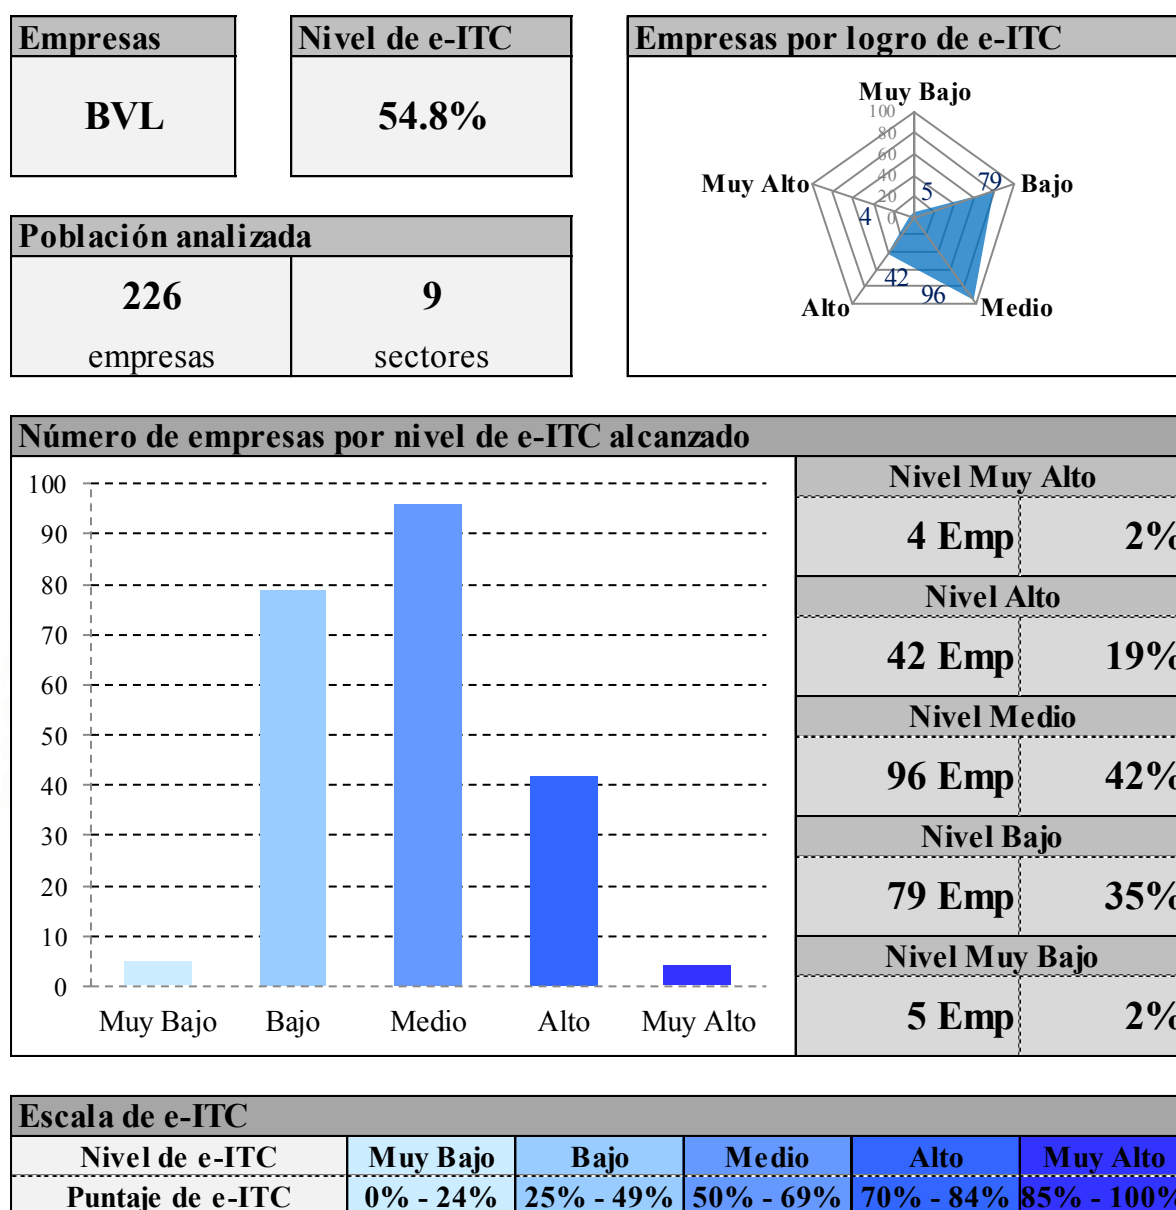 Empresas
BVL
Nivel de e-ITC
54.8%
Población analizada
226
empresas
9
sectores
Empresas por logro de e-ITC
Muy Bajo
100
80
60
40
20
0
5
79
Bajo
Muy Alto
4
42
96
Alto
Medio
Número de empresas por nivel de e-ITC alcanzado
100
90
80
70
60
50
40
30
20
10
0
Muy Bajo Bajo Medio Alto Muy Alto
Nivel Muy Alto
4 Emp 2%
Nivel Alto
42 Emp 19%
Nivel Medio
96 Emp 42%
Nivel Bajo
79 Emp 35%
Nivel Muy Bajo
5 Emp 2%
Escala de e-ITC
Nivel de e-ITC Muy Bajo Bajo Medio Alto Muy Alto
Puntaje de e-ITC 0% - 24% 25% - 49% 50% - 69% 70% - 84% 85% - 100%